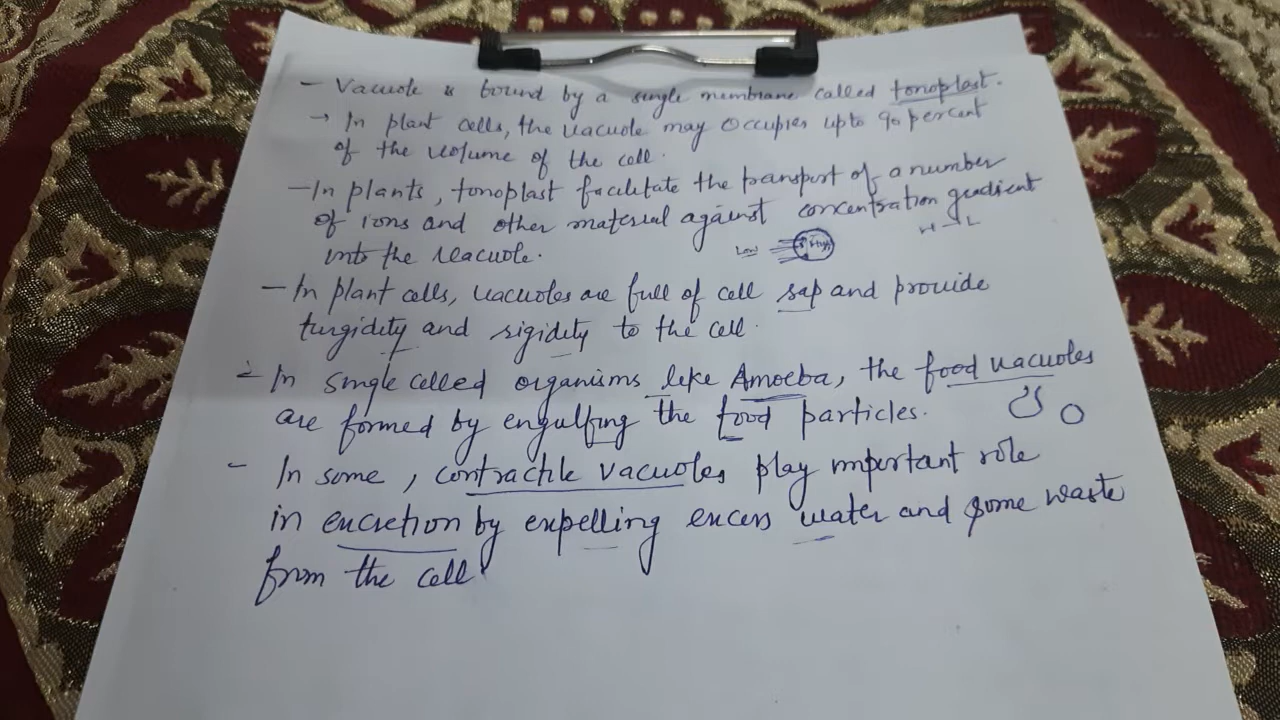 - Vacuole is bound by a single membrane called tonoplast.
→ In plant cells, the vacuole may occupies upto 90 percent
of the volume of the cell.
- In plants, tonoplast facilitate the transport of a number
of ions and other material against concentration gradient
H → L
into the vacuole. Low High
- In plant cells, vacuoles are full of cell sap and provide
turgidity and rigidity to the cell.
- In single celled organisms like Amoeba, the food vacuoles
are formed by engulfing the food particles.
- In some, contractile vacuoles play important role
in excretion by expelling excess water and some waste
from the cell